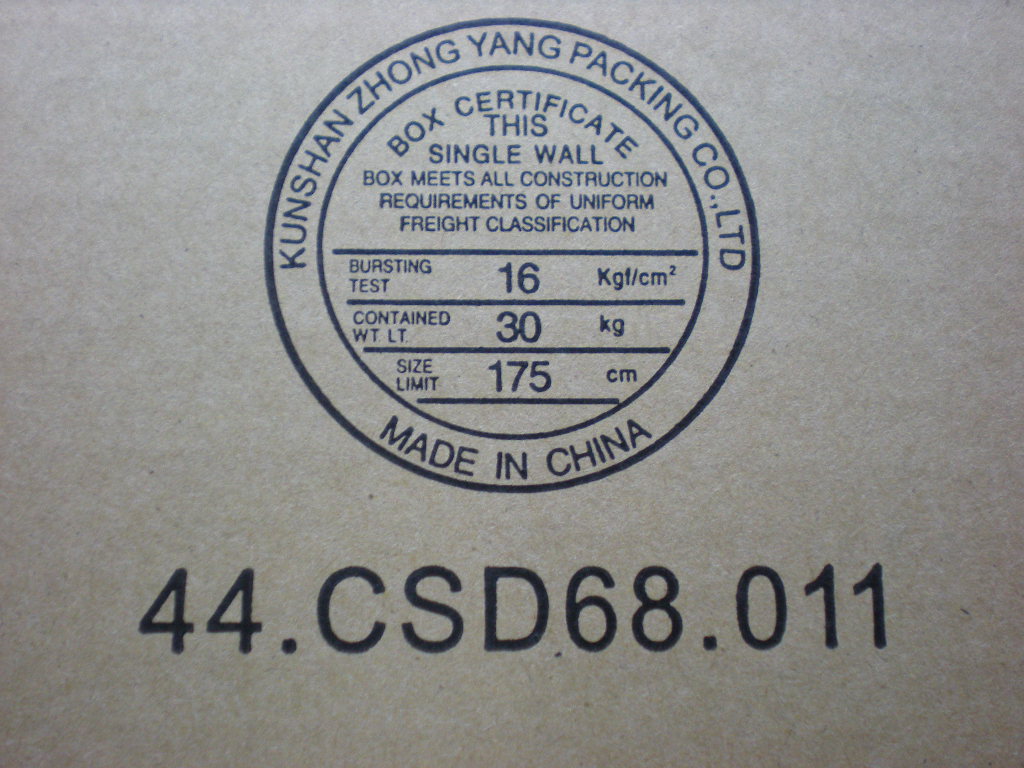 KUNSHAN ZHONG YANG PACKING CO.,LTD
BOX CERTIFICATE
THIS
SINGLE WALL
BOX MEETS ALL CONSTRUCTION
REQUIREMENTS OF UNIFORM
FREIGHT CLASSIFICATION
BURSTING TEST 16 Kgf/cm²
CONTAINED WT. LT. 30 kg
SIZE LIMIT 175 cm
MADE IN CHINA
44.CSD68.011